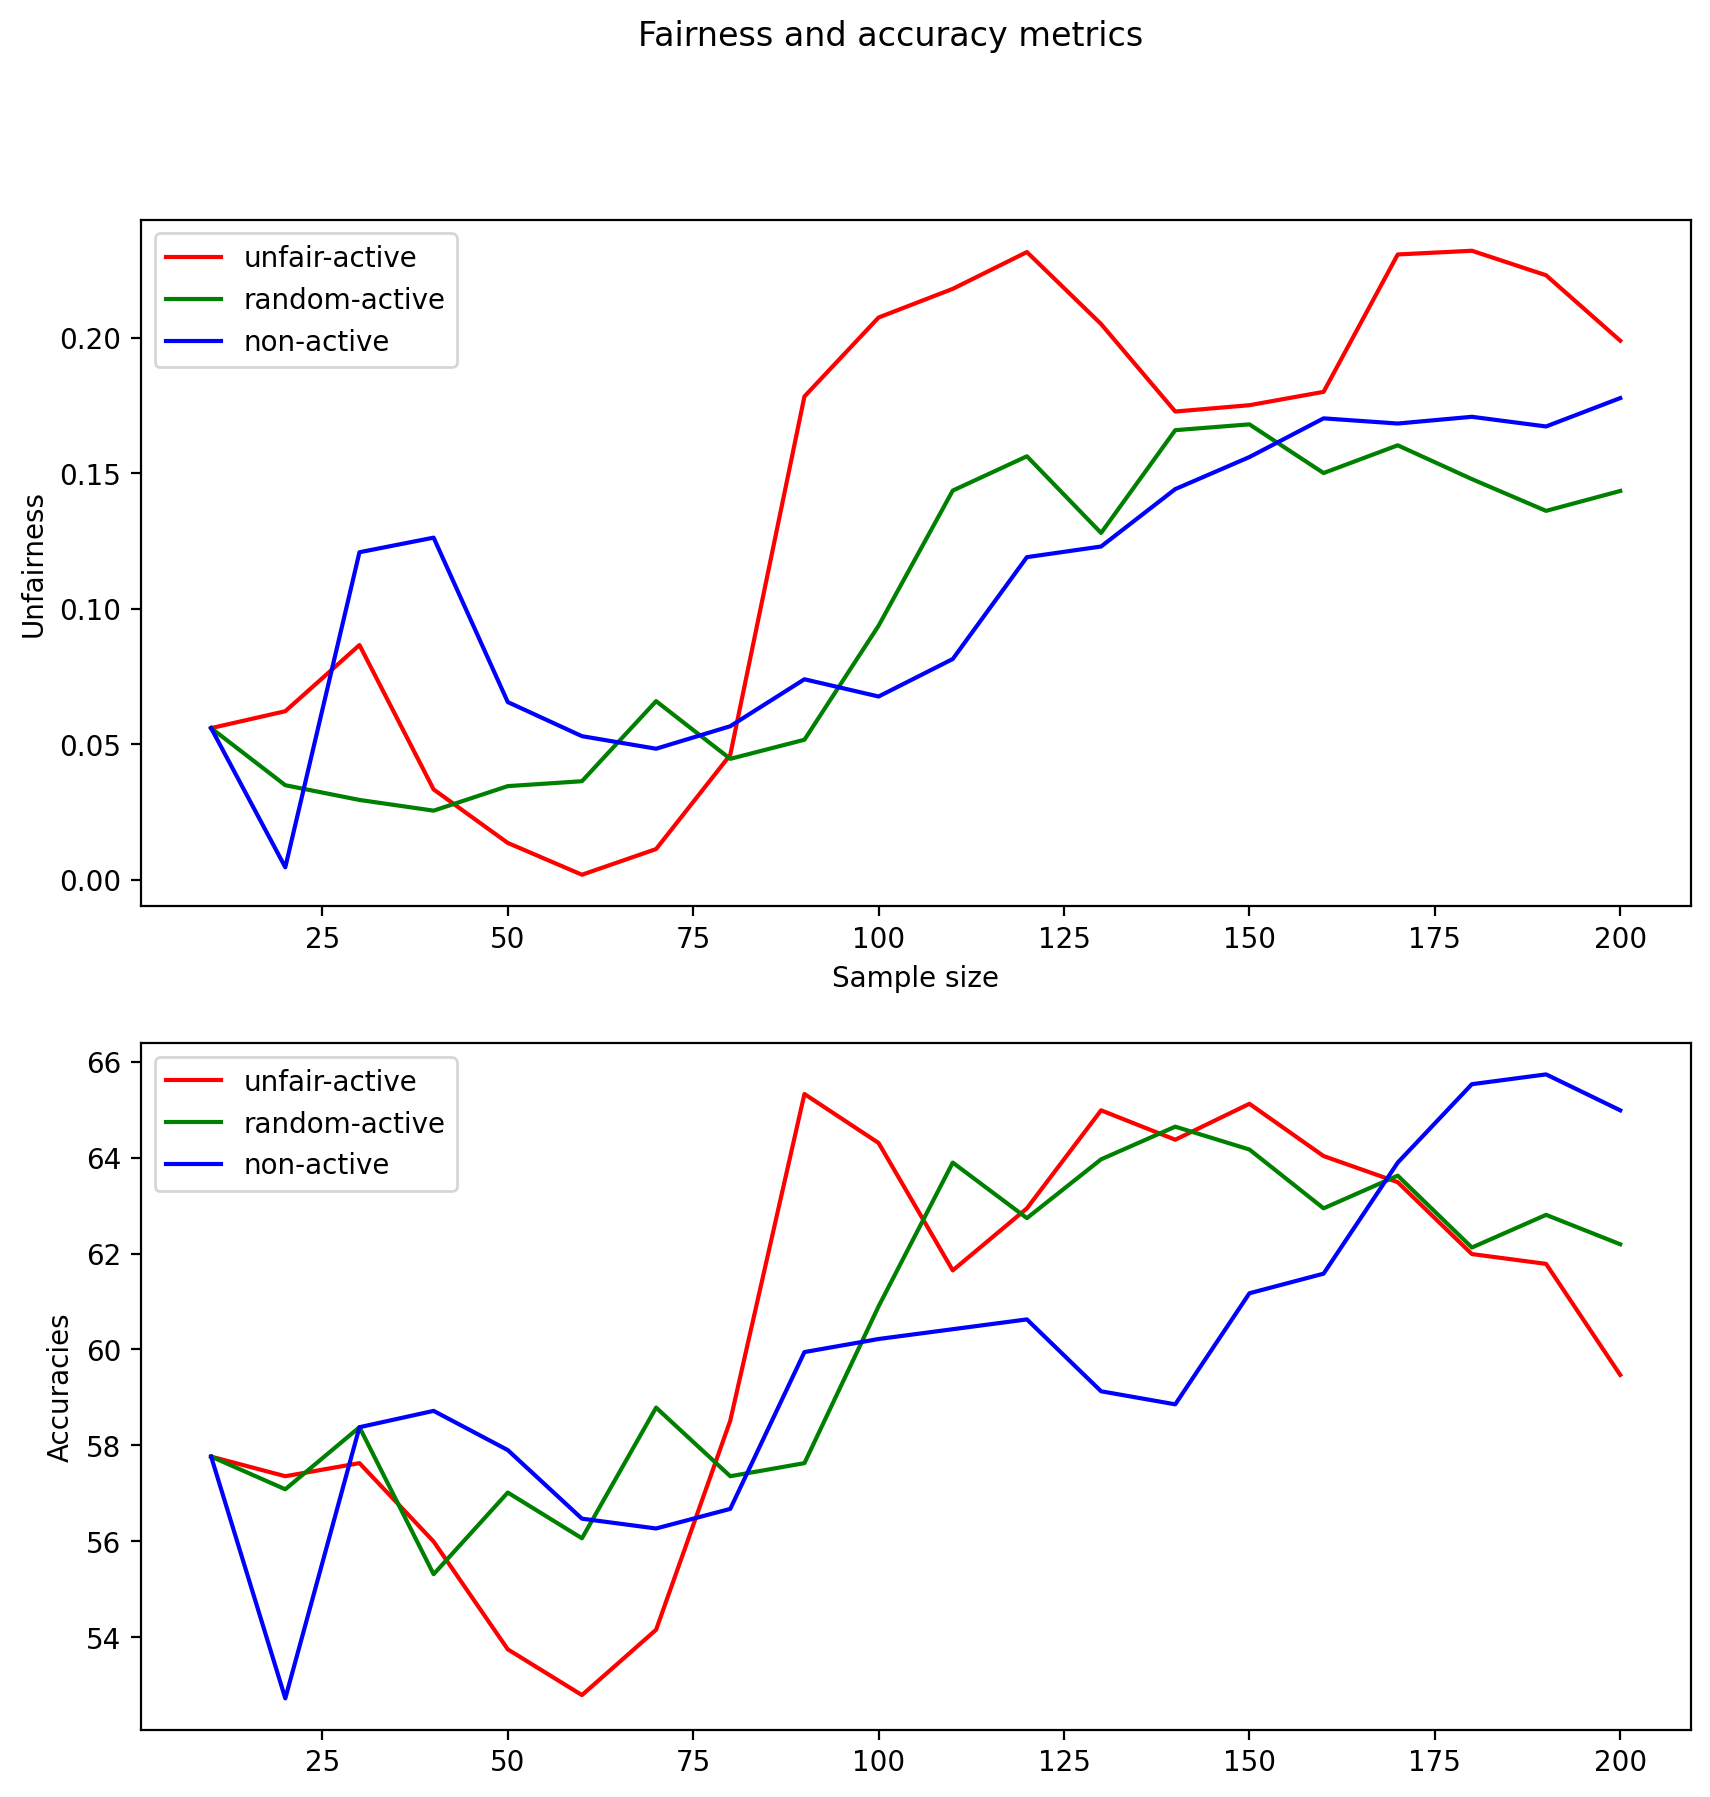 Fairness and accuracy metrics
unfair-active
random-active
non-active
0.20
0.15
0.10
0.05
0.00
Unfairness
25 50 75 100 125 150 175 200
Sample size
unfair-active
random-active
non-active
66
64
62
60
58
56
54
Accuracies
25 50 75 100 125 150 175 200